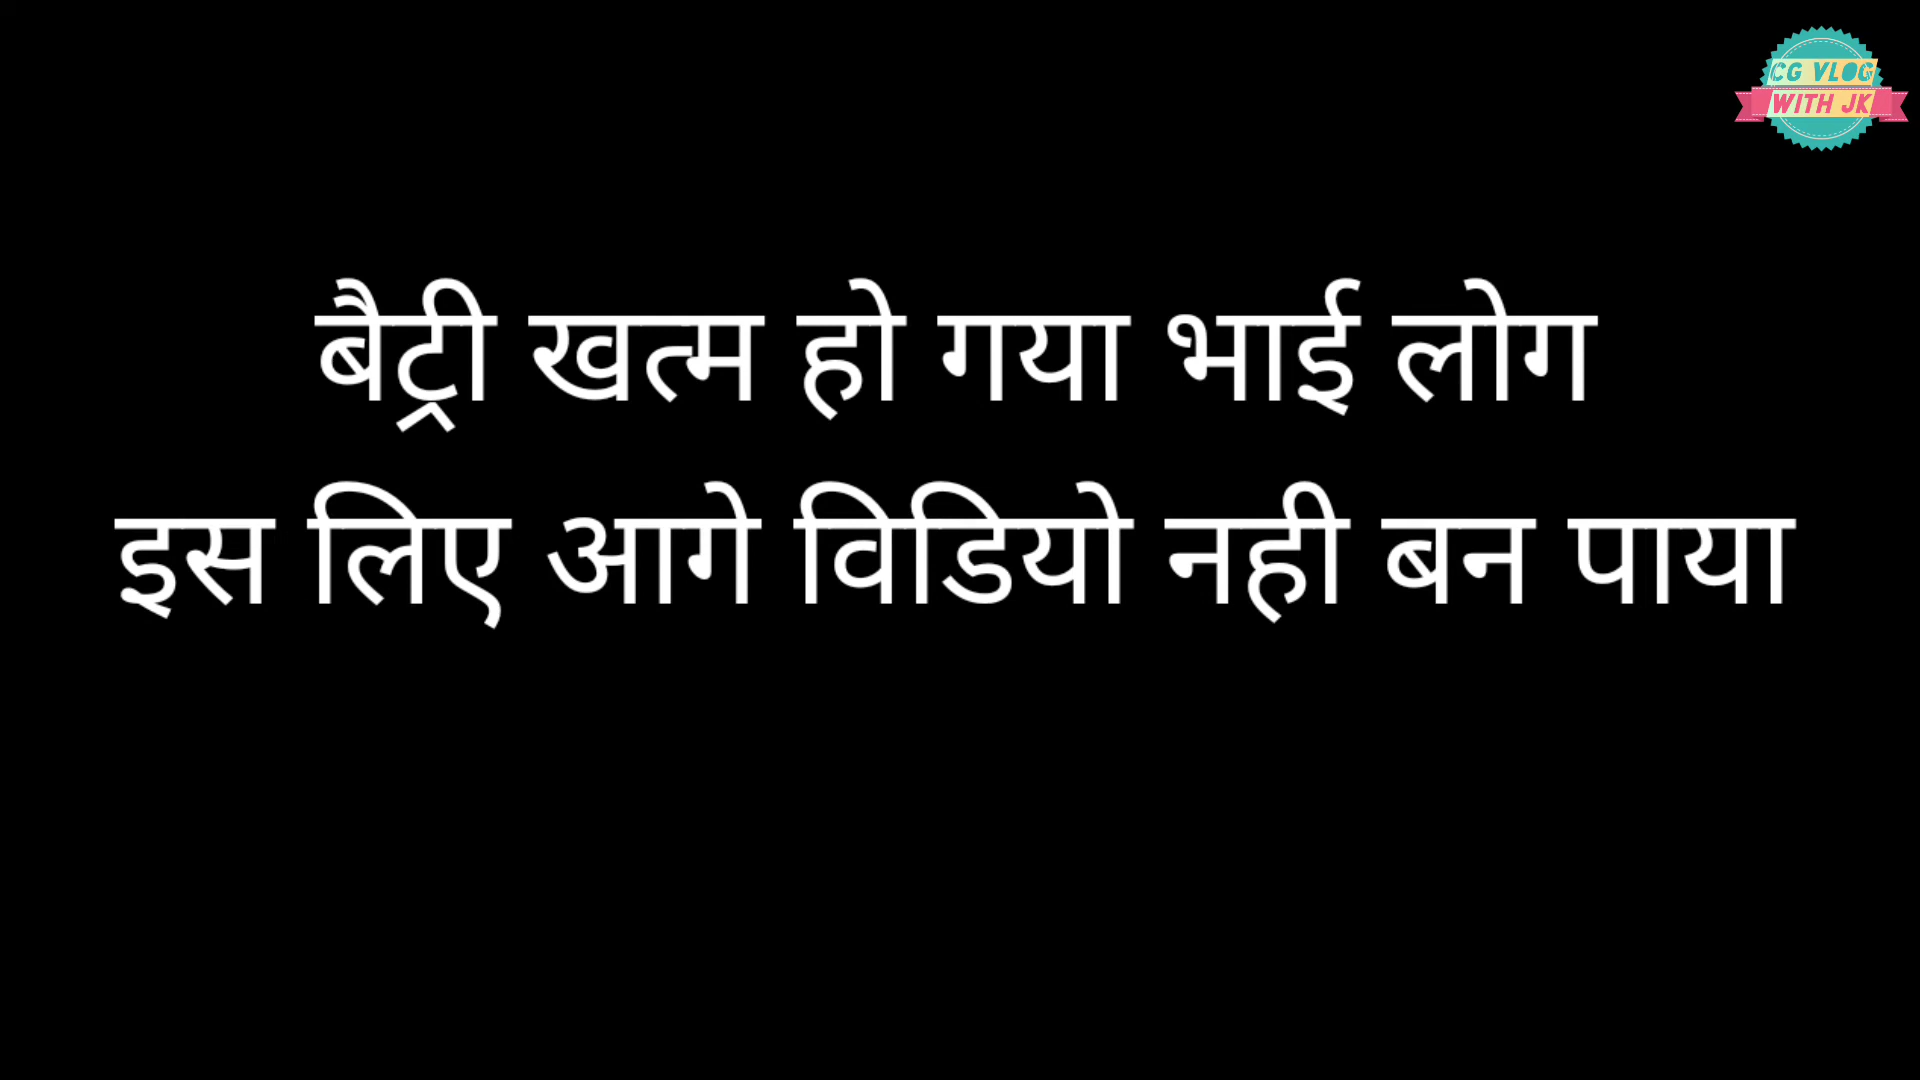 CG VLOG
WITH JK
बैट्री खत्म हो गया भाई लोग
इस लिए आगे विडियो नही बन पाया